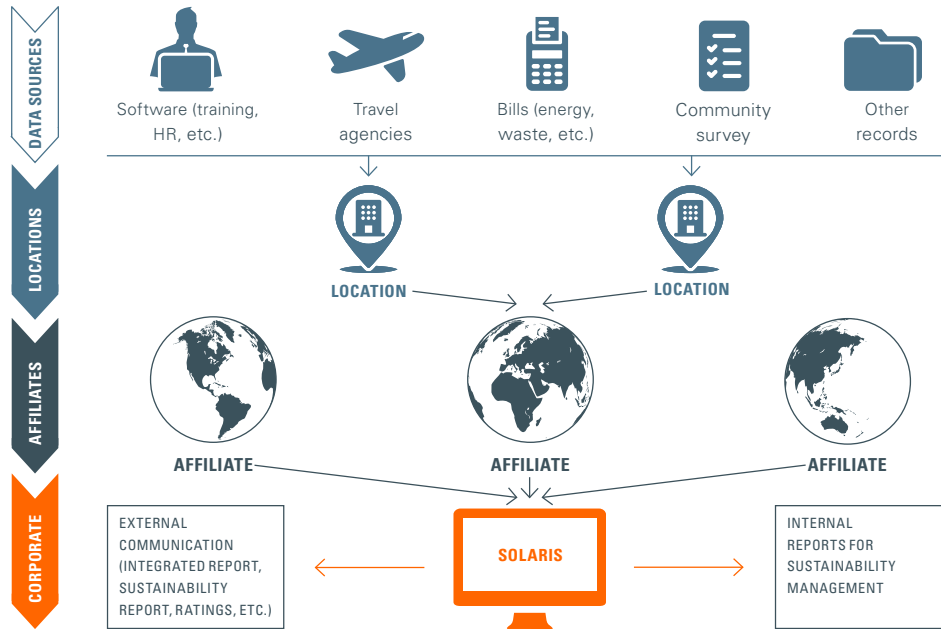 DATA SOURCES
Software (training,
HR, etc.)
Travel
agencies
Bills (energy,
waste, etc.)
Community
survey
Other
records
LOCATIONS
LOCATION
LOCATION
AFFILIATES
AFFILIATE
AFFILIATE
AFFILIATE
CORPORATE
EXTERNAL
COMMUNICATION
(INTEGRATED REPORT,
SUSTAINABILITY
REPORT, RATINGS, ETC.)
SOLARIS
INTERNAL
REPORTS FOR
SUSTAINABILITY
MANAGEMENT